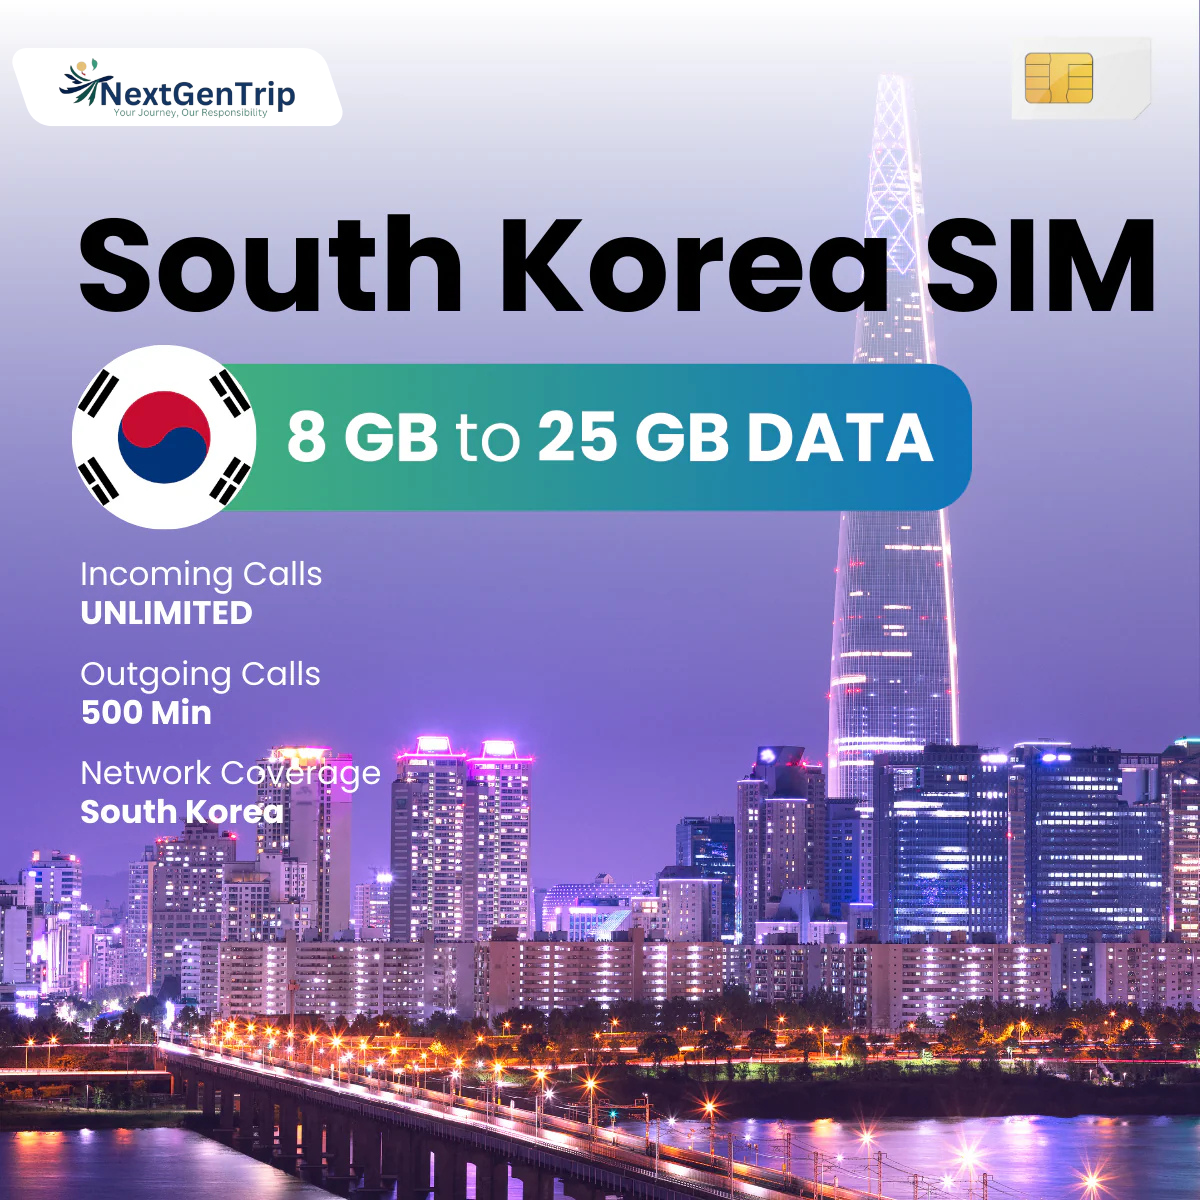 NextGenTrip
Your Journey, Our Responsibility
South Korea SIM
8 GB to 25 GB DATA
Incoming Calls
UNLIMITED
Outgoing Calls
500 Min
Network Coverage
South Korea